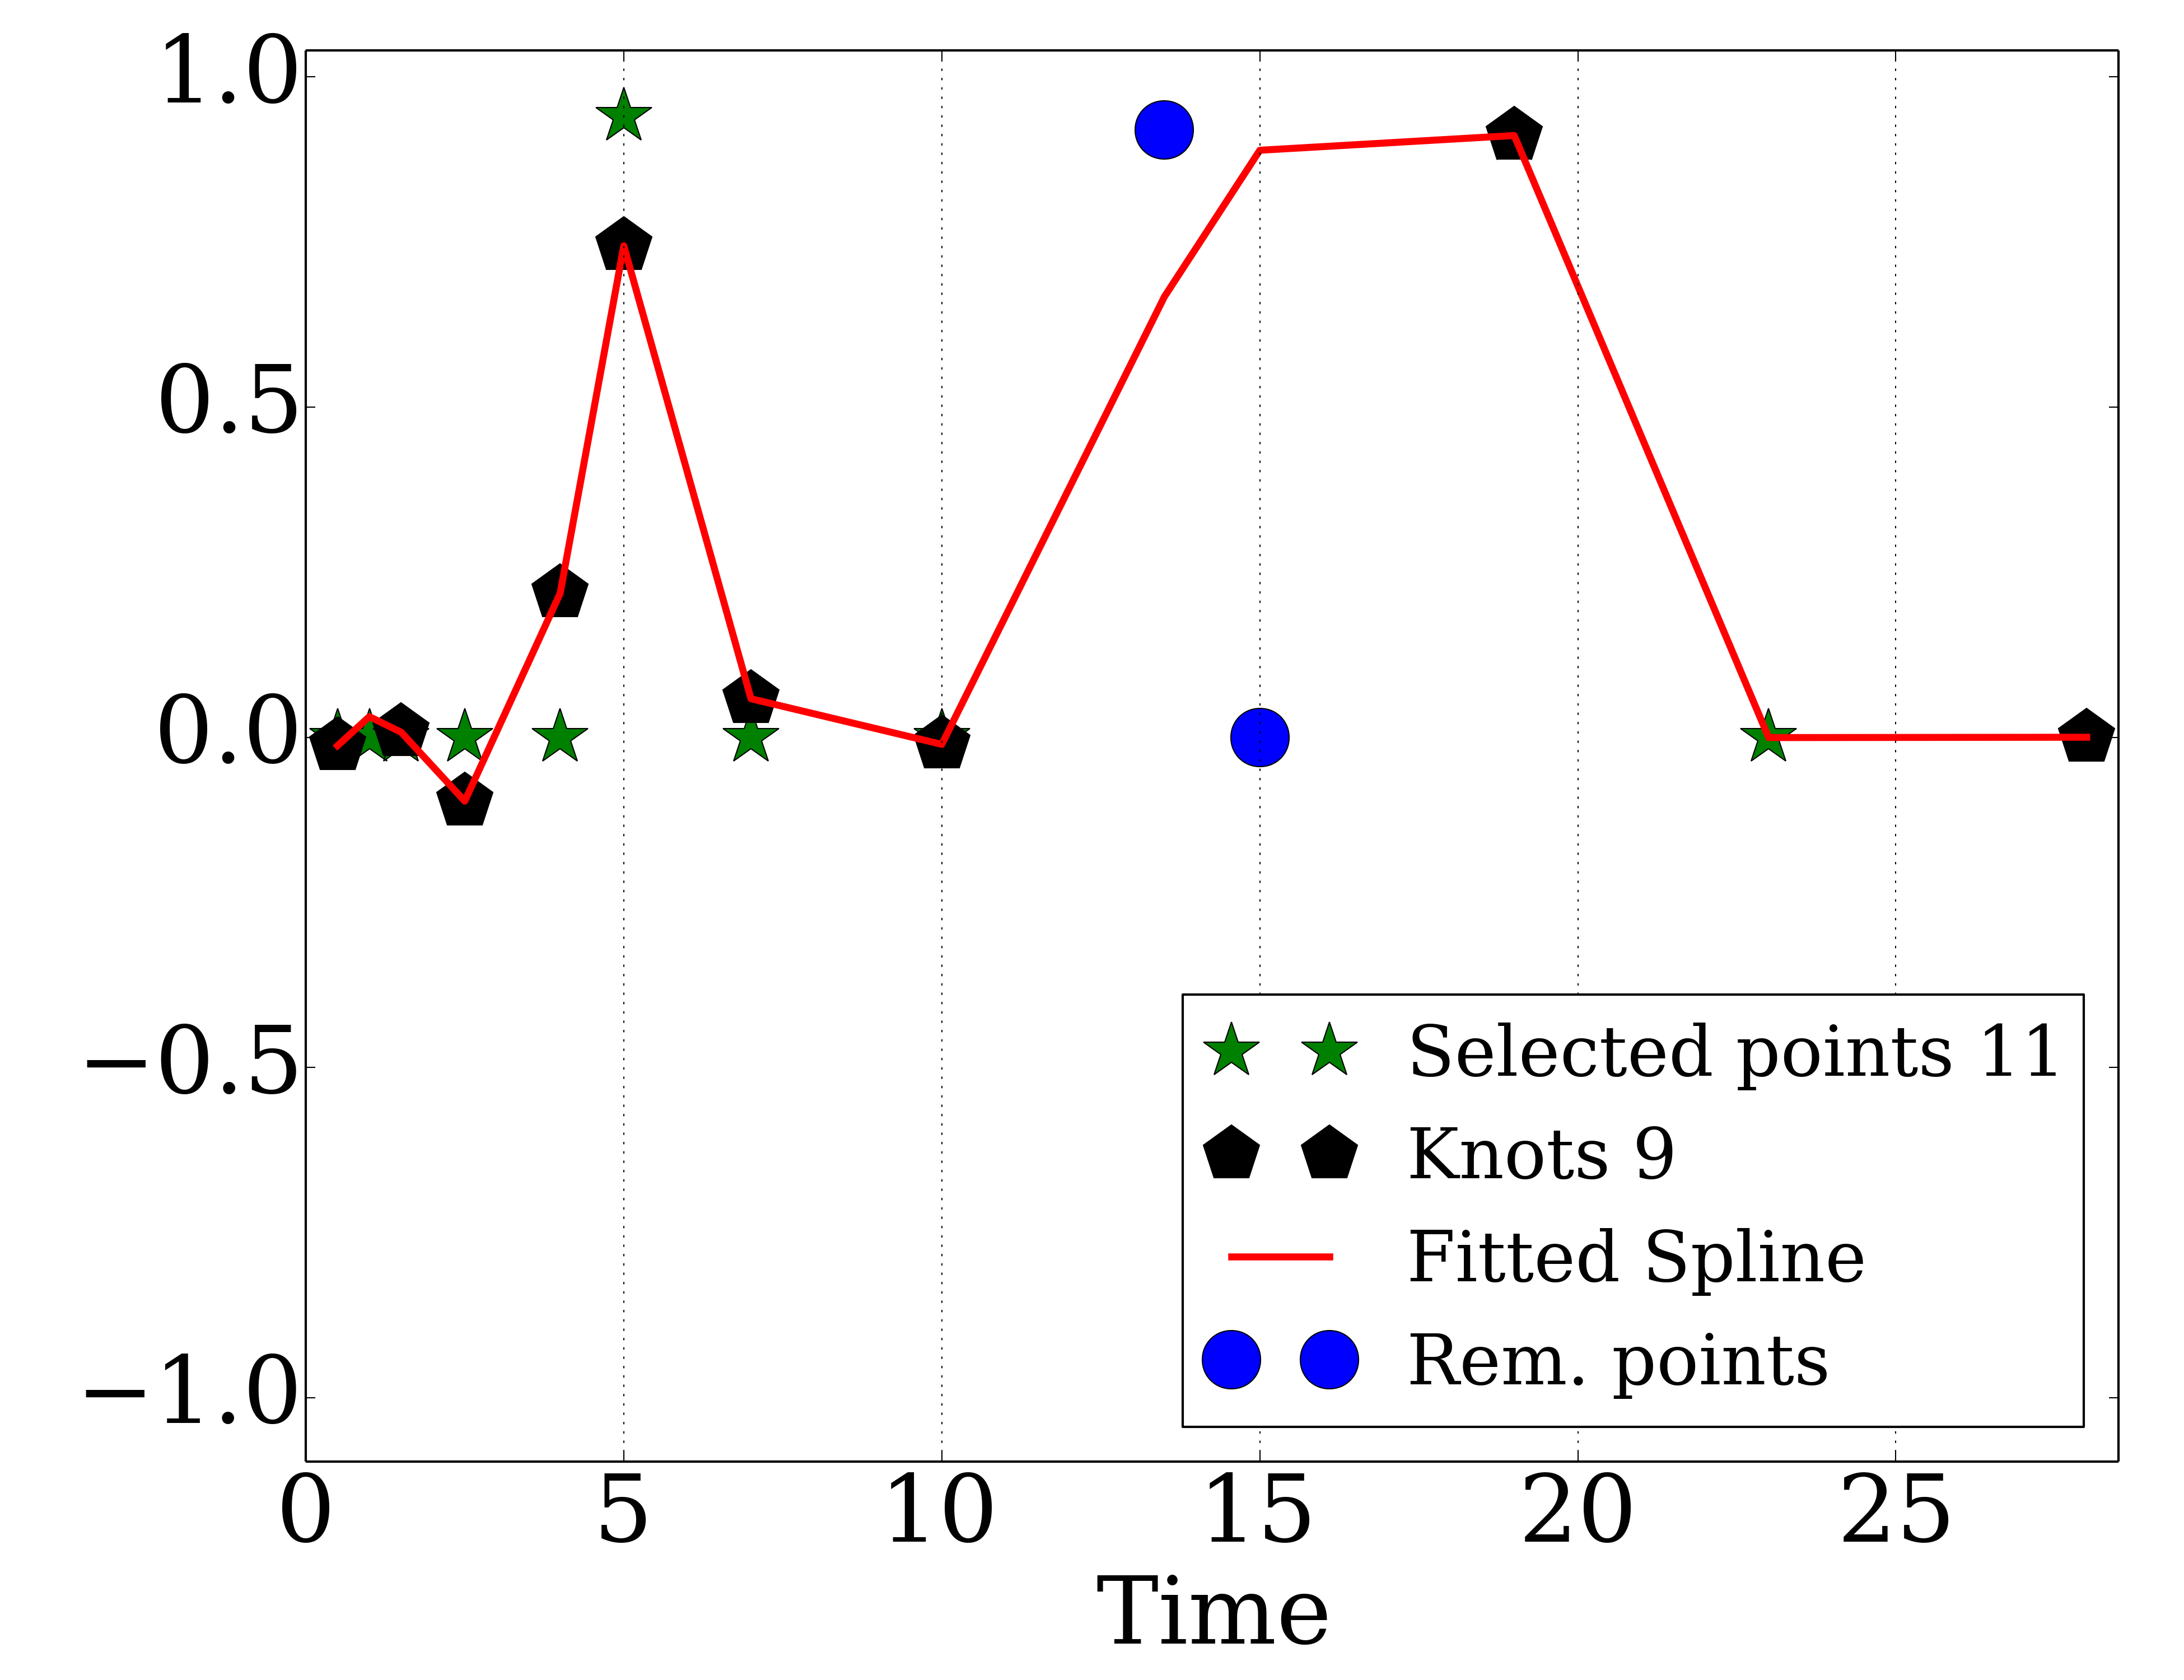 1.0
0.5
0.0
−0.5
−1.0
0 5 10 15 20 25
Time
Selected points 11
Knots 9
Fitted Spline
Rem. points